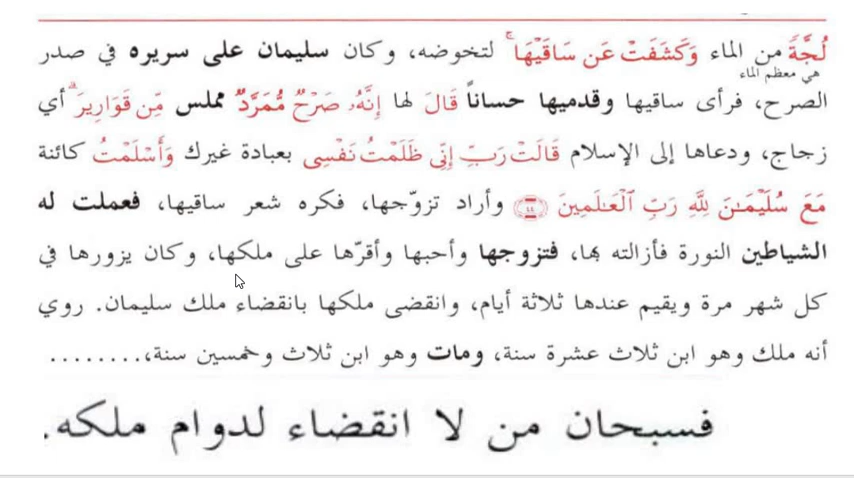 لُجَّةً من الماء وَكَشَفَتْ عَن سَاقَيْهَا ۚ لتخوضه، وكان سليمان على سريره في صدر
هي معظم الماء
الصرح، فرأى ساقيها وقدميها حساناً قَالَ لها إِنَّهُۥ صَرْحٌ مُّمَرَّدٌ مملس مِّن قَوَارِيرَ ۗ أي
زجاج، ودعاها إلى الإسلام قَالَتْ رَبِّ إِنِّى ظَلَمْتُ نَفْسِى بعبادة غيرك وَأَسْلَمْتُ كائنة
مَعَ سُلَيْمَـٰنَ لِلَّهِ رَبِّ ٱلْعَـٰلَمِينَ ﴿٤٤﴾ وأراد تزوّجها، فكره شعر ساقيها، فعملت له
الشياطين النورة فأزالته بها، فتزوجها وأحبها وأقرّها على ملكها، وكان يزورها في
كل شهر مرة ويقيم عندها ثلاثة أيام، وانقضى ملكها بانقضاء ملك سليمان. روي
أنه ملك وهو ابن ثلاث عشرة سنة، ومات وهو ابن ثلاث وخمسين سنة،.........
فسبحان من لا انقضاء لدوام ملكه.